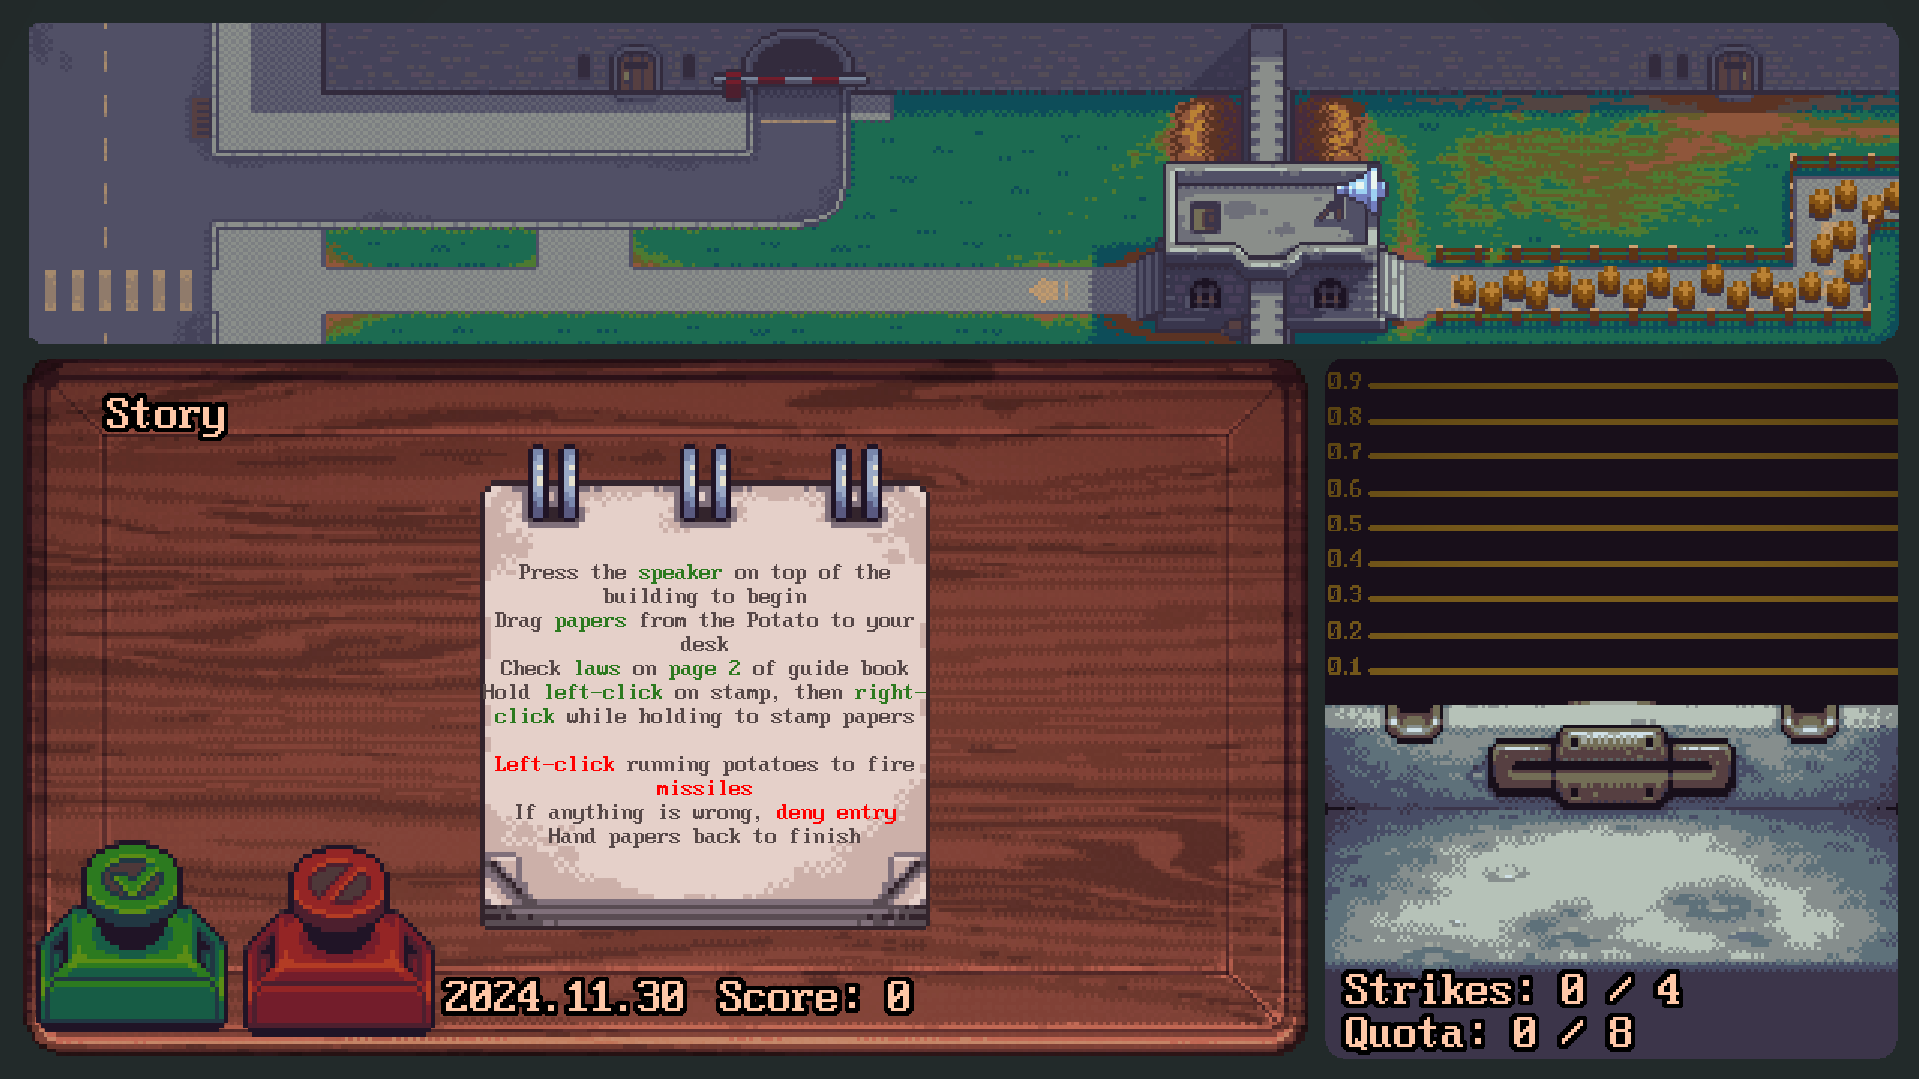 Story
Press the speaker on top of the
building to begin
Drag papers from the Potato to your
desk
Check laws on page 2 of guide book
Hold left-click on stamp, then right-
click while holding to stamp papers
Left-click running potatoes to fire
missiles
If anything is wrong, deny entry
Hand papers back to finish
2024.11.30 Score: 0
0.9
0.8
0.7
0.6
0.5
0.4
0.3
0.2
0.1
Strikes: 0 / 4
Quota: 0 / 8